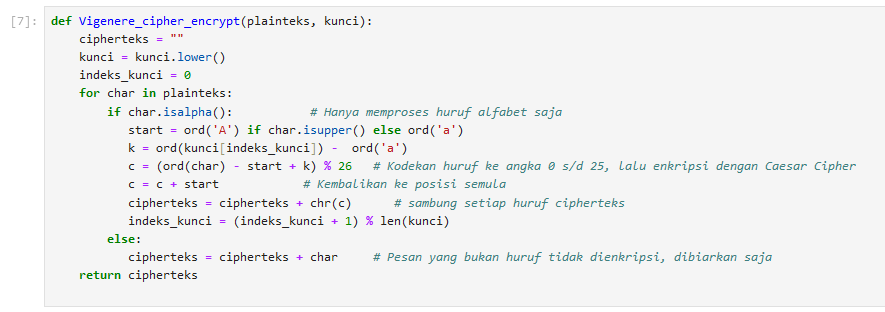 [7]: def Vigenere_cipher_encrypt(plainteks, kunci):
    cipherteks = ""
    kunci = kunci.lower()
    indeks_kunci = 0
    for char in plainteks:
        if char.isalpha():           # Hanya memproses huruf alfabet saja
           start = ord('A') if char.isupper() else ord('a')
           k = ord(kunci[indeks_kunci]) -  ord('a')
           c = (ord(char) - start + k) % 26   # Kodekan huruf ke angka 0 s/d 25, lalu enkripsi dengan Caesar Cipher
           c = c + start            # Kembalikan ke posisi semula
           cipherteks = cipherteks + chr(c)      # sambung setiap huruf cipherteks
           indeks_kunci = (indeks_kunci + 1) % len(kunci)
        else:
           cipherteks = cipherteks + char     # Pesan yang bukan huruf tidak dienkripsi, dibiarkan saja
    return cipherteks